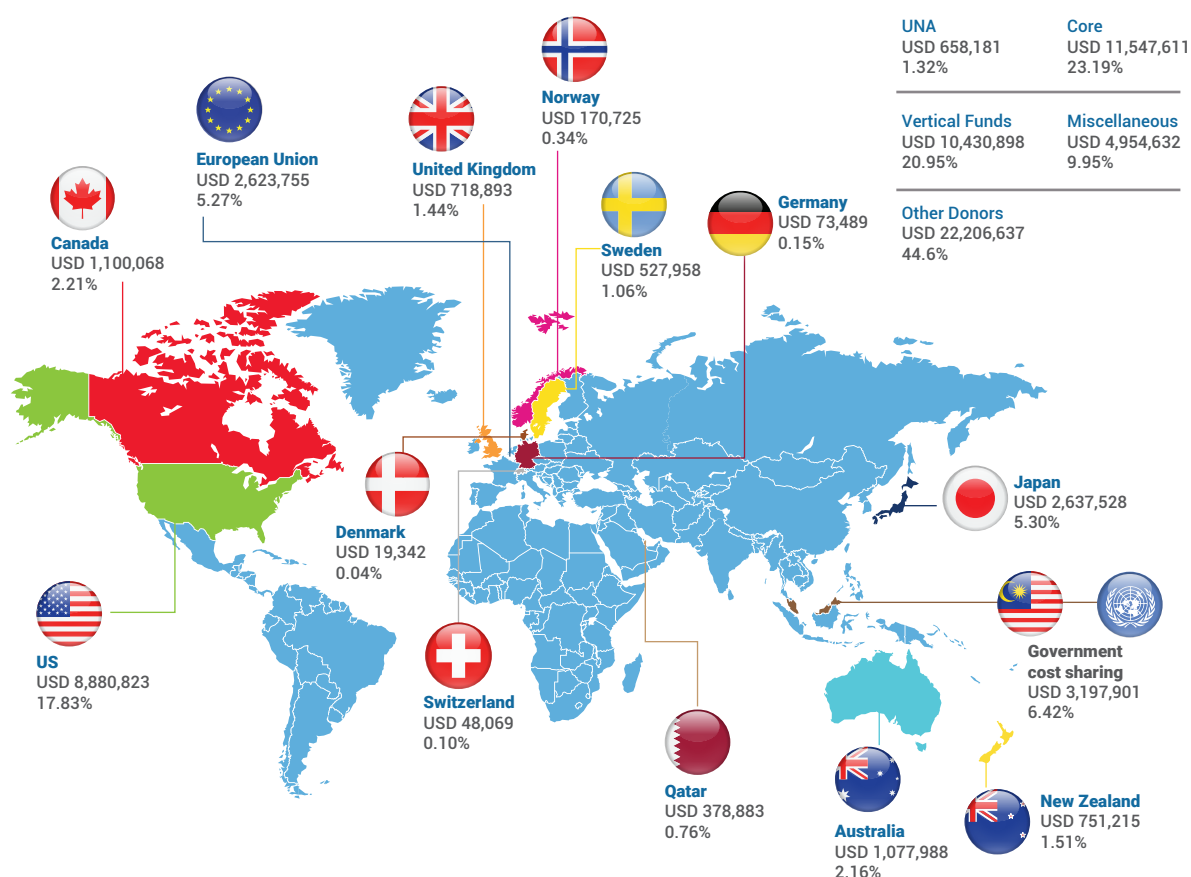 UNA
USD 658,181
1.32%
Core
USD 11,547,611
23.19%
Vertical Funds
USD 10,430,898
20.95%
Miscellaneous
USD 4,954,632
9.95%
Other Donors
USD 22,206,637
44.6%
Norway
USD 170,725
0.34%
European Union
USD 2,623,755
5.27%
United Kingdom
USD 718,893
1.44%
Canada
USD 1,100,068
2.21%
Sweden
USD 527,958
1.06%
Germany
USD 73,489
0.15%
Denmark
USD 19,342
0.04%
Japan
USD 2,637,528
5.30%
US
USD 8,880,823
17.83%
Switzerland
USD 48,069
0.10%
Government
cost sharing
USD 3,197,901
6.42%
Qatar
USD 378,883
0.76%
Australia
USD 1,077,988
2.16%
New Zealand
USD 751,215
1.51%